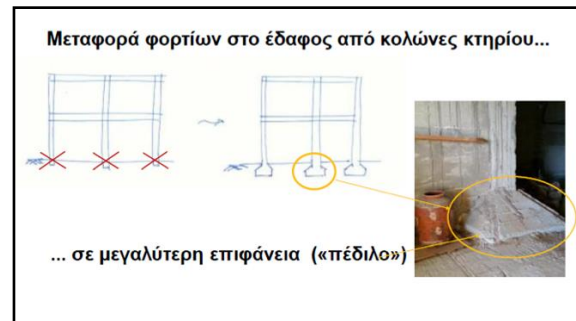 Μεταφορά φορτίων στο έδαφος από κολώνες κτηρίου...
... σε μεγαλύτερη επιφάνεια («πέδιλο»)